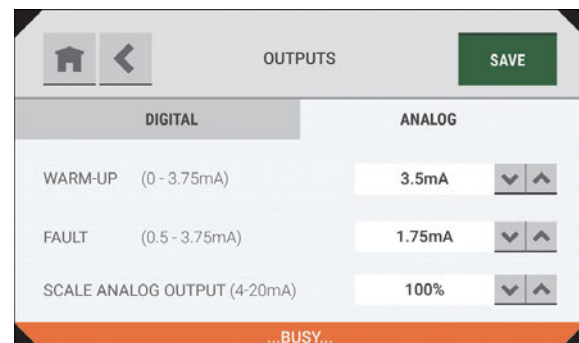 OUTPUTS SAVE
DIGITAL ANALOG
WARM-UP (0 - 3.75mA) 3.5mA
FAULT (0.5 - 3.75mA) 1.75mA
SCALE ANALOG OUTPUT (4-20mA) 100%
...BUSY...